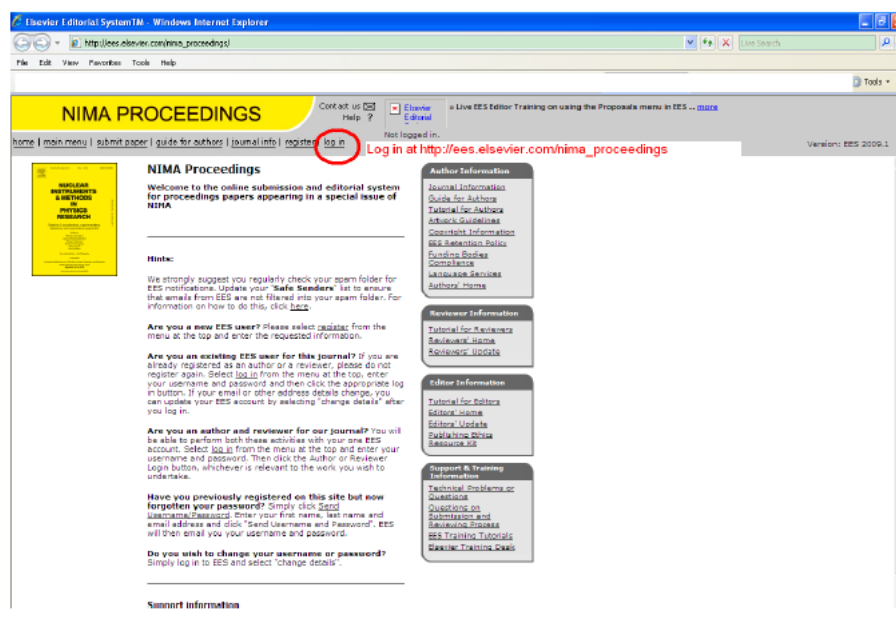 Elsevier Editorial SystemTM - Windows Internet Explorer
http://ees.elsevier.com/nima_proceedings/
Live Search
File Edit View Favorites Tools Help
Tools
NIMA PROCEEDINGS
Contact us
Help ?
Elsevier
Editorial
» Live EES Editor Training on using the Proposals menu in EES ... more
Not logged in.
home | main menu | submit paper | guide for authors | journal info | register | log in
Log in at http://ees.elsevier.com/nima_proceedings
Version: EES 2009.1
NUCLEAR
INSTRUMENTS
& METHODS
IN
PHYSICS
RESEARCH
NIMA Proceedings
Welcome to the online submission and editorial system
for proceedings papers appearing in a special issue of
NIMA
Hints:
We strongly suggest you regularly check your spam folder for
EES notifications. Update your "Safe Senders" list to ensure
that emails from EES are not filtered into your spam folder. For
information on how to do this, click here.
Are you a new EES user? Please select register from the
menu at the top and enter the requested information.
Are you an existing EES user for this journal? If you are
already registered as an author or a reviewer, please do not
register again. Select log in from the menu at the top, enter
your username and password and then click the appropriate log
in button. If your email or other address details change, you
can update your EES account by selecting "change details" after
you log in.
Are you an author and reviewer for our journal? You will
be able to perform both these activities with your one EES
account. Select log in from the menu at the top and enter your
username and password. Then click the Author or Reviewer
Login button, whichever is relevant to the work you wish to
undertake.
Have you previously registered on this site but now
forgotten your password? Simply click Send
Username/Password. Enter your first name, last name and
email address and click "Send Username and Password". EES
will then email you your username and password.
Do you wish to change your username or password?
Simply log in to EES and select "change details".
Support information
Author Information
Journal Information
Guide for Authors
Tutorial for Authors
Artwork Guidelines
Copyright Information
EES Retention Policy
Funding Bodies
Compliance
Language Services
Authors' Home
Reviewer Information
Tutorial for Reviewers
Reviewers' Home
Reviewers' Update
Editor Information
Tutorial for Editors
Editors' Home
Editors' Update
Publishing Ethics
Resource Kit
Support & Training
Information
Technical Problems or
Questions
Questions on
Submission and
Reviewing Process
EES Training Tutorials
Elsevier Training Desk